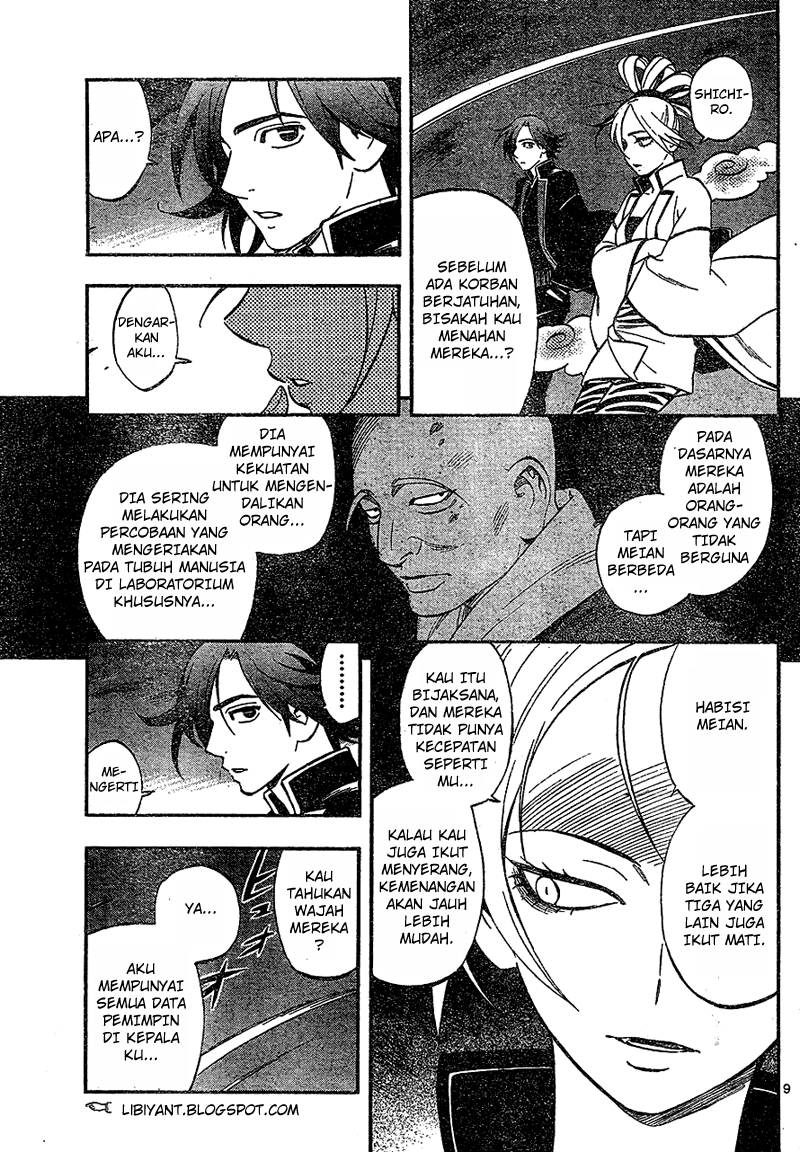 SHICHI-
RO.
SEBELUM
ADA KORBAN
BERJATUHAN,
BISAKAH KAU
MENAHAN
MEREKA...?
APA...?
DENGAR-
KAN
AKU...
PADA
DASARNYA
MEREKA
ADALAH
ORANG-
ORANG YANG
TIDAK
BERGUNA
TAPI
MEIAN
BERBEDA
...
DIA
MEMPUNYAI
KEKUATAN
UNTUK MENGEN-
DALIKAN
ORANG...
DIA SERING
MELAKUKAN
PERCOBAAN YANG
MENGERIAKAN
PADA TUBUH MANUSIA
DI LABORATORIUM
KHUSUSNYA...
HABISI
MEIAN.
LEBIH
BAIK JIKA
TIGA YANG
LAIN JUGA
IKUT MATI.
KAU ITU
BIJAKSANA,
DAN MEREKA
TIDAK PUNYA
KECEPATAN
SEPERTI
MU...
KALAU KAU
JUGA IKUT
MENYERANG,
KEMENANGAN
AKAN JAUH
LEBIH
MUDAH.
........
ME-
NGERTI
KAU
TAHUKAN
WAJAH
MEREKA
?
YA...
AKU
MEMPUNYAI
SEMUA DATA
PEMIMPIN
DI KEPALA
KU...
LIBIYANT.BLOGSPOT.COM
9